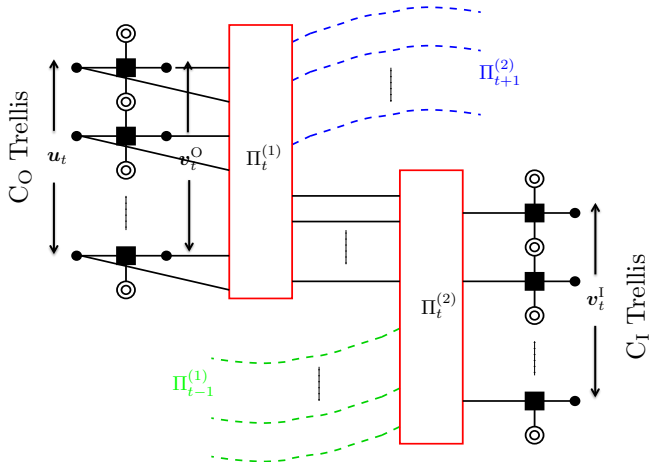 C_O Trellis
u_t
v_t^O
Π_t^(1)
Π_{t+1}^(2)
Π_{t-1}^(1)
Π_t^(2)
v_t^I
C_I Trellis